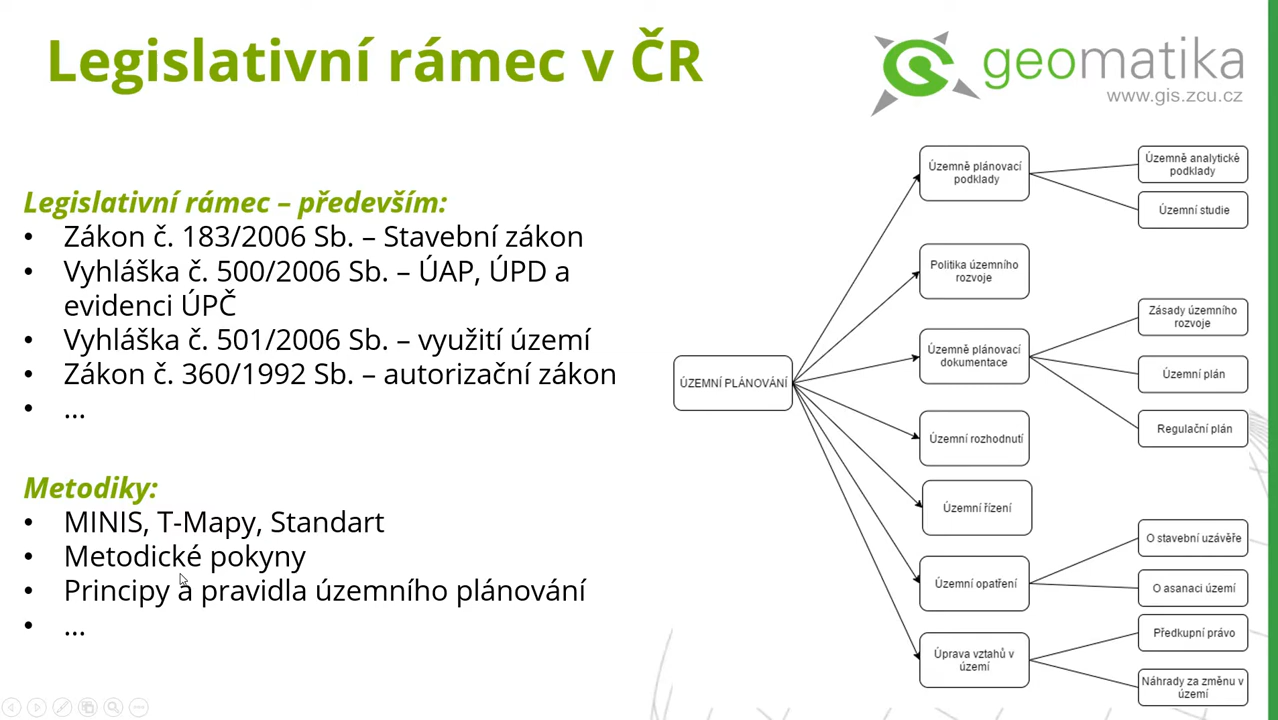 Legislativní rámec v ČR
geomatika
www.gis.zcu.cz
Legislativní rámec – především:
• Zákon č. 183/2006 Sb. – Stavební zákon
• Vyhláška č. 500/2006 Sb. – ÚAP, ÚPD a
evidenci ÚPČ
• Vyhláška č. 501/2006 Sb. – využití území
• Zákon č. 360/1992 Sb. – autorizační zákon
• ...
Metodiky:
• MINIS, T-Mapy, Standart
• Metodické pokyny
• Principy a pravidla územního plánování
• ...
ÚZEMNÍ PLÁNOVÁNÍ
Územně plánovací
podklady
Územně analytické
podklady
Územní studie
Politika územního
rozvoje
Územně plánovací
dokumentace
Zásady územního
rozvoje
Územní plán
Regulační plán
Územní rozhodnutí
Územní řízení
Územní opatření
O stavební uzávěře
O asanaci území
Úprava vztahů v
území
Předkupní právo
Náhrady za změnu v
území